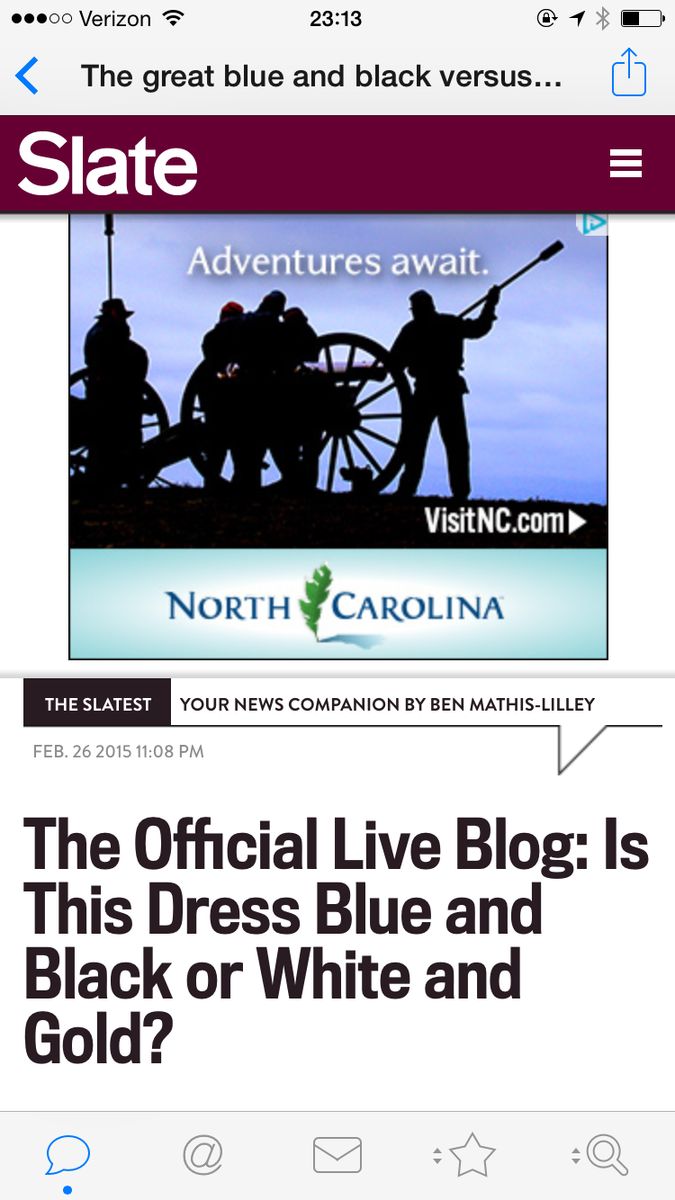 Verizon 23:13
The great blue and black versus...
Slate
Adventures await.
VisitNC.com
NORTH CAROLINA
THE SLATEST YOUR NEWS COMPANION BY BEN MATHIS-LILLEY
FEB. 26 2015 11:08 PM
The Official Live Blog: Is
This Dress Blue and
Black or White and
Gold?